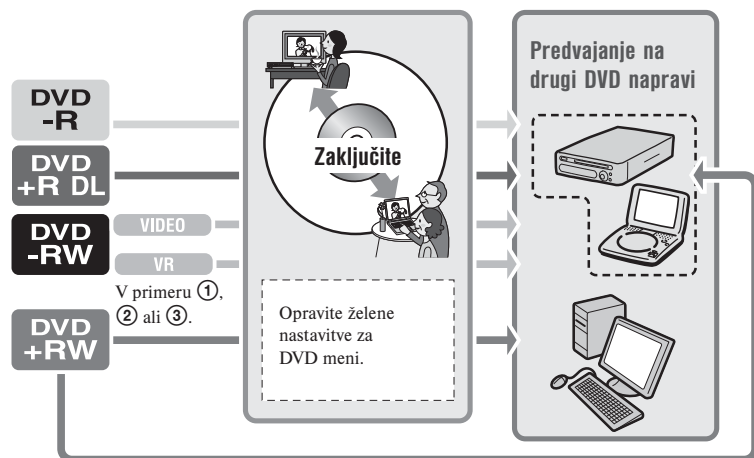 DVD
-R
DVD
+R DL
DVD
-RW
VIDEO
VR
V primeru ①,
② ali ③.
DVD
+RW
Zaključite
Opravite želene
nastavitve za
DVD meni.
Predvajanje na
drugi DVD napravi